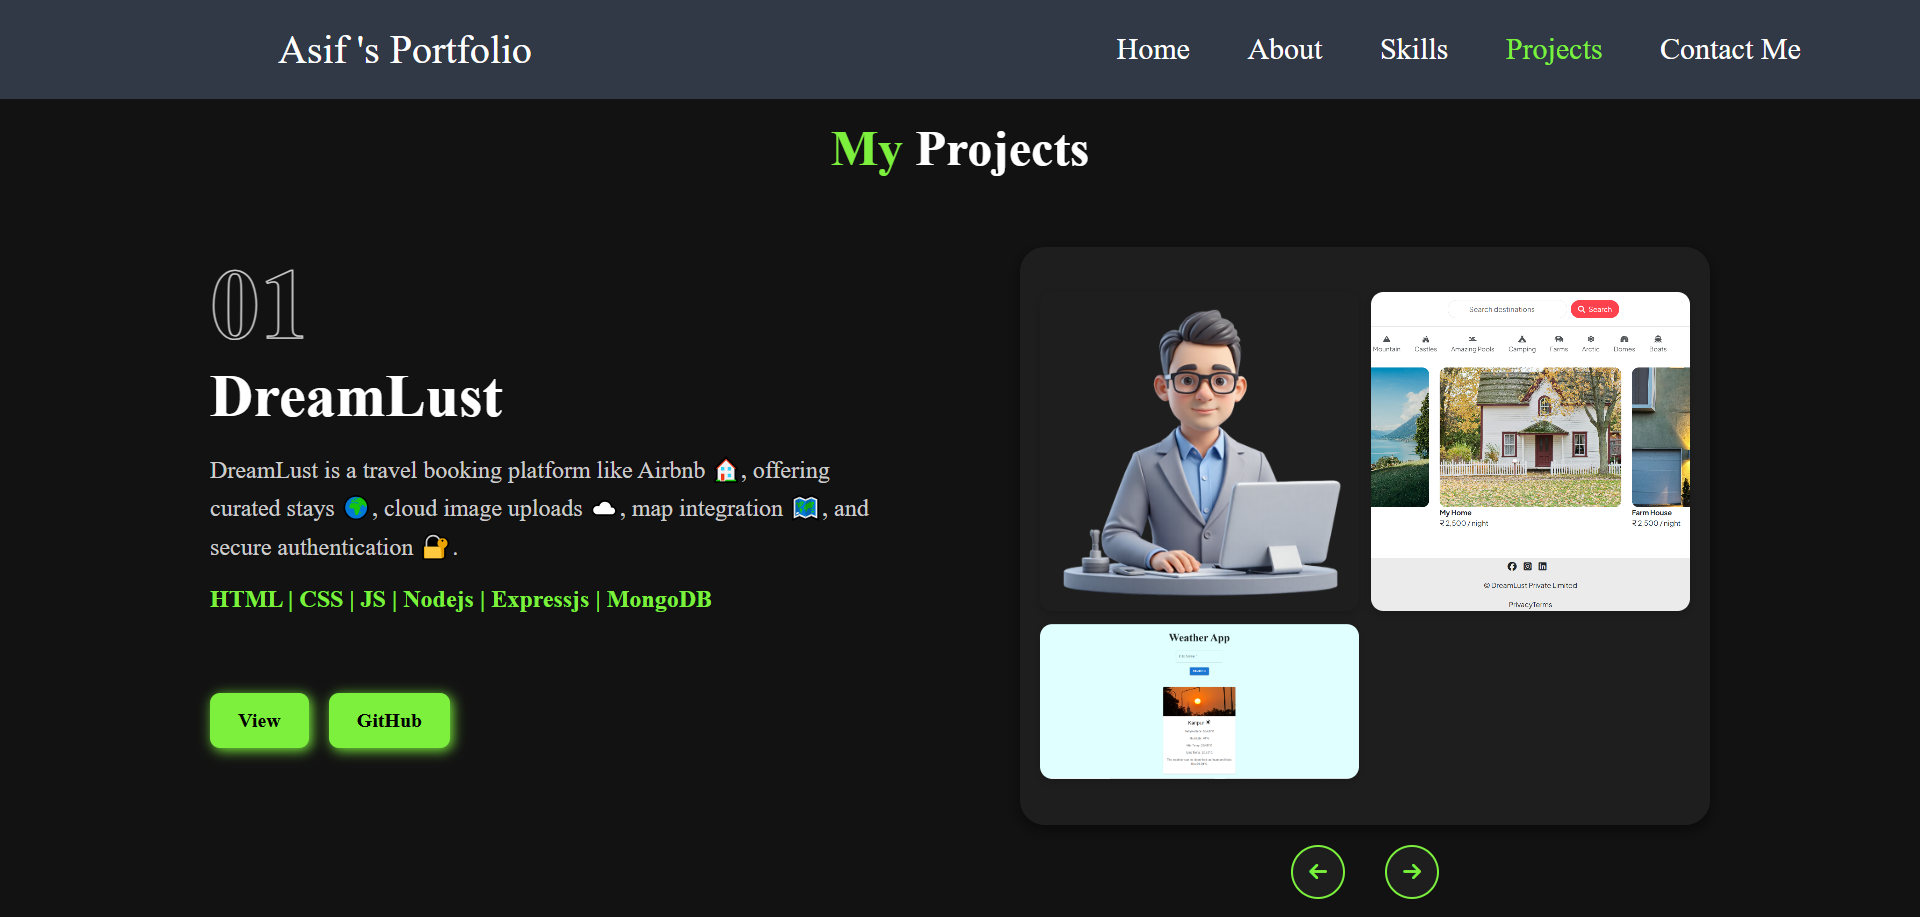 Asif 's Portfolio
Home
About
Skills
Projects
Contact Me
My Projects
01
DreamLust
DreamLust is a travel booking platform like Airbnb 🏠, offering
curated stays 🌍, cloud image uploads ☁️, map integration 🗺️, and
secure authentication 🔐.
HTML | CSS | JS | Nodejs | Expressjs | MongoDB
View
GitHub
Search destinations
Search
Mountain
Castles
Amazing Pools
Camping
Farms
Arctic
Domes
Boats
My Home
₹ 2,500 / night
Farm House
₹ 2,500 / night
© DreamLust Private Limited
PrivacyTerms
Weather App
Kanpur